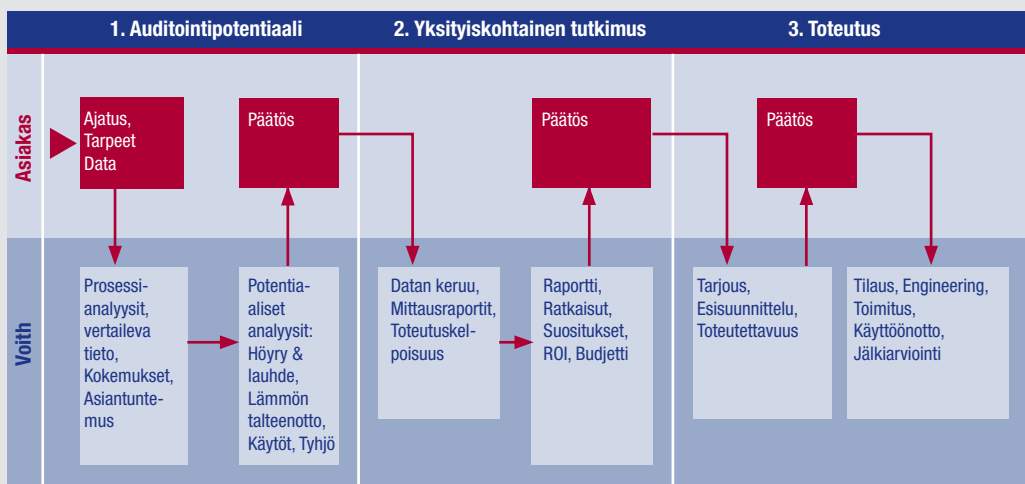 1. Auditointipotentiaali
2. Yksityiskohtainen tutkimus
3. Toteutus
Asiakas
Ajatus,
Tarpeet
Data
Päätös
Päätös
Päätös
Voith
Prosessi-
analyysit,
vertaileva
tieto,
Kokemukset,
Asiantunte-
mus
Potentia-
aliset
analyysit:
Höyry &
lauhde,
Lämmön
talteenotto,
Käytöt, Tyhjö
Datan keruu,
Mittausraportit,
Toteutuskel-
poisuus
Raportti,
Ratkaisut,
Suositukset,
ROI, Budjetti
Tarjous,
Esisuunnittelu,
Toteutettavuus
Tilaus, Engineering,
Toimitus,
Käyttöönotto,
Jälkiarviointi